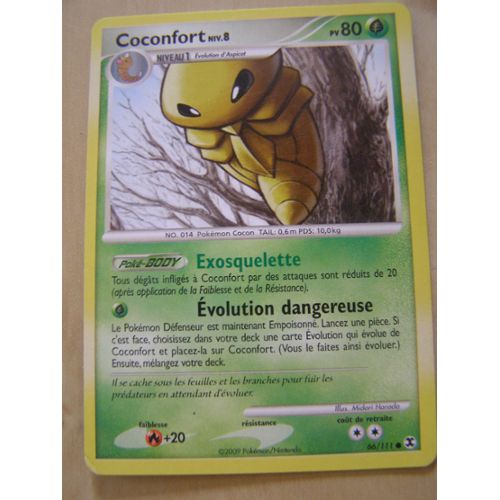 Coconfort NIV.8
PV 80
NIVEAU 1 Évolution d'Aspicot
NO. 014 Pokémon Cocon TAIL: 0,6m PDS: 10,0kg
Poké-BODY Exosquelette
Tous dégâts infligés à Coconfort par des attaques sont réduits de 20
(après application de la Faiblesse et de la Résistance).
Évolution dangereuse
Le Pokémon Défenseur est maintenant Empoisonné. Lancez une pièce. Si
c'est face, choisissez dans votre deck une carte Évolution qui évolue de
Coconfort et placez-la sur Coconfort. (Vous le faites ainsi évoluer.)
Ensuite, mélangez votre deck.
Il se cache sous les feuilles et les branches pour fuir les
prédateurs en attendant d'évoluer.
Illus. Midori Harada
faiblesse résistance coût de retraite
+20
©2009 Pokémon/Nintendo
66/111